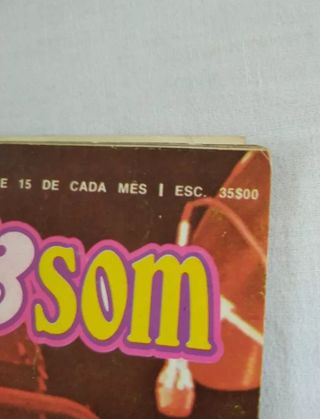 E 15 DE CADA MÊS | ESC. 35$00
som